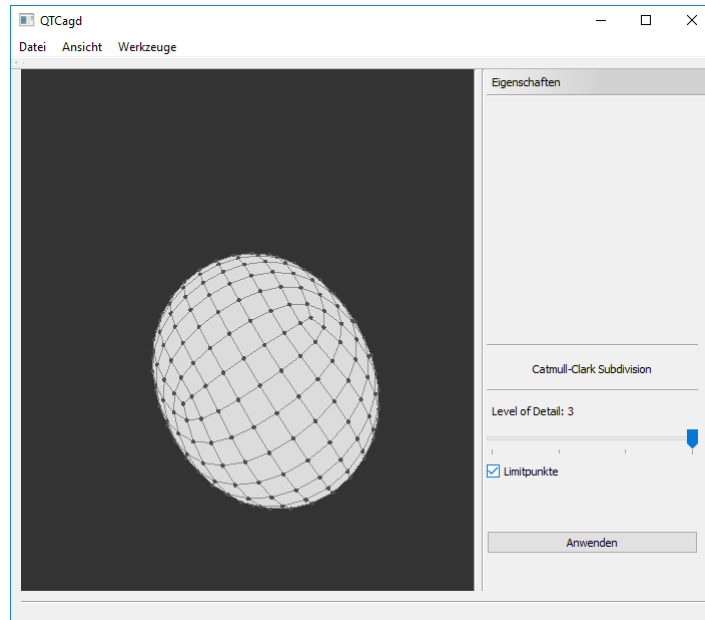 QTCagd
Datei Ansicht Werkzeuge
Eigenschaften
Catmull-Clark Subdivision
Level of Detail: 3
Limitpunkte
Anwenden